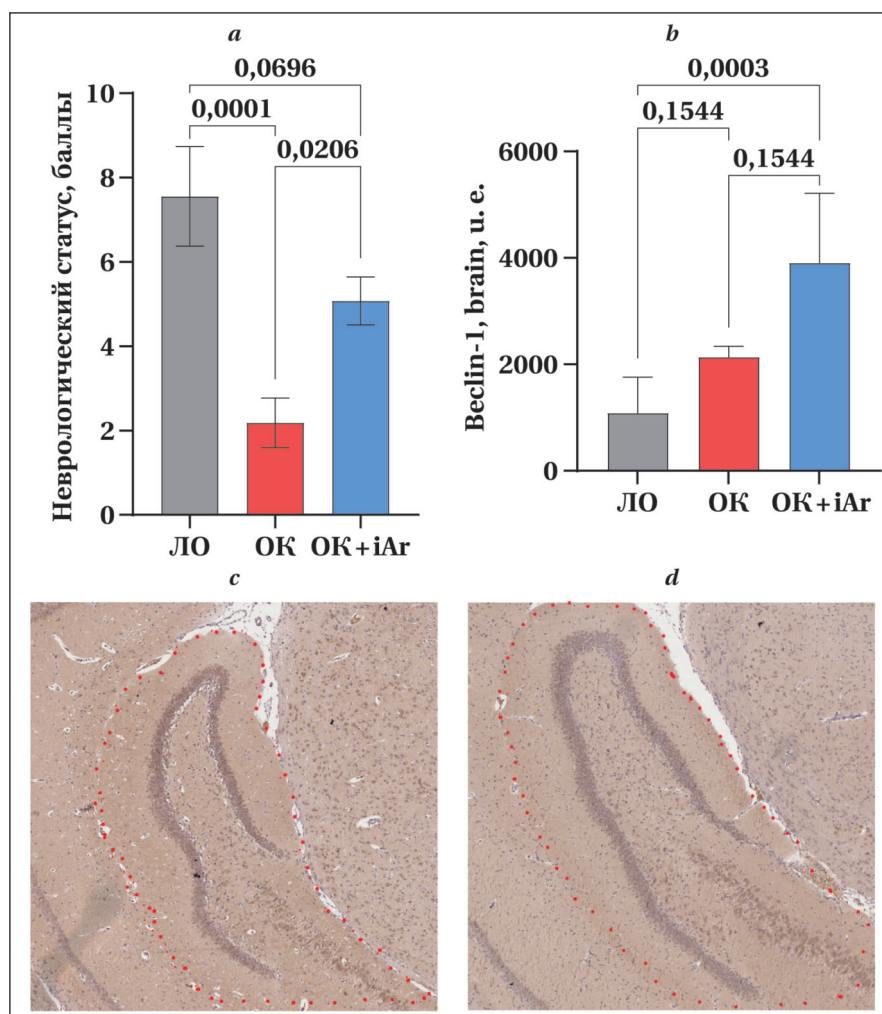 a
0,0696
0,0001
0,0206
Неврологический статус, баллы
10
8
6
4
2
0
ЛО
ОК
ОК + iAr
b
0,0003
0,1544
0,1544
Beclin-1, brain, u. e.
6000
4000
2000
0
ЛО
ОК
ОК + iAr
c
d